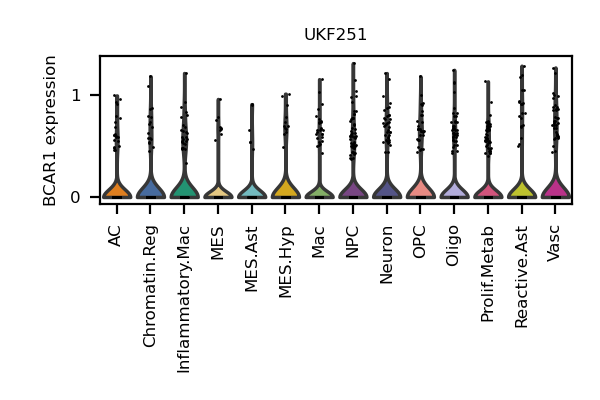 UKF251
BCAR1 expression
1
0
AC
Chromatin.Reg
Inflammatory.Mac
MES
MES.Ast
MES.Hyp
Mac
NPC
Neuron
OPC
Oligo
Prolif.Metab
Reactive.Ast
Vasc